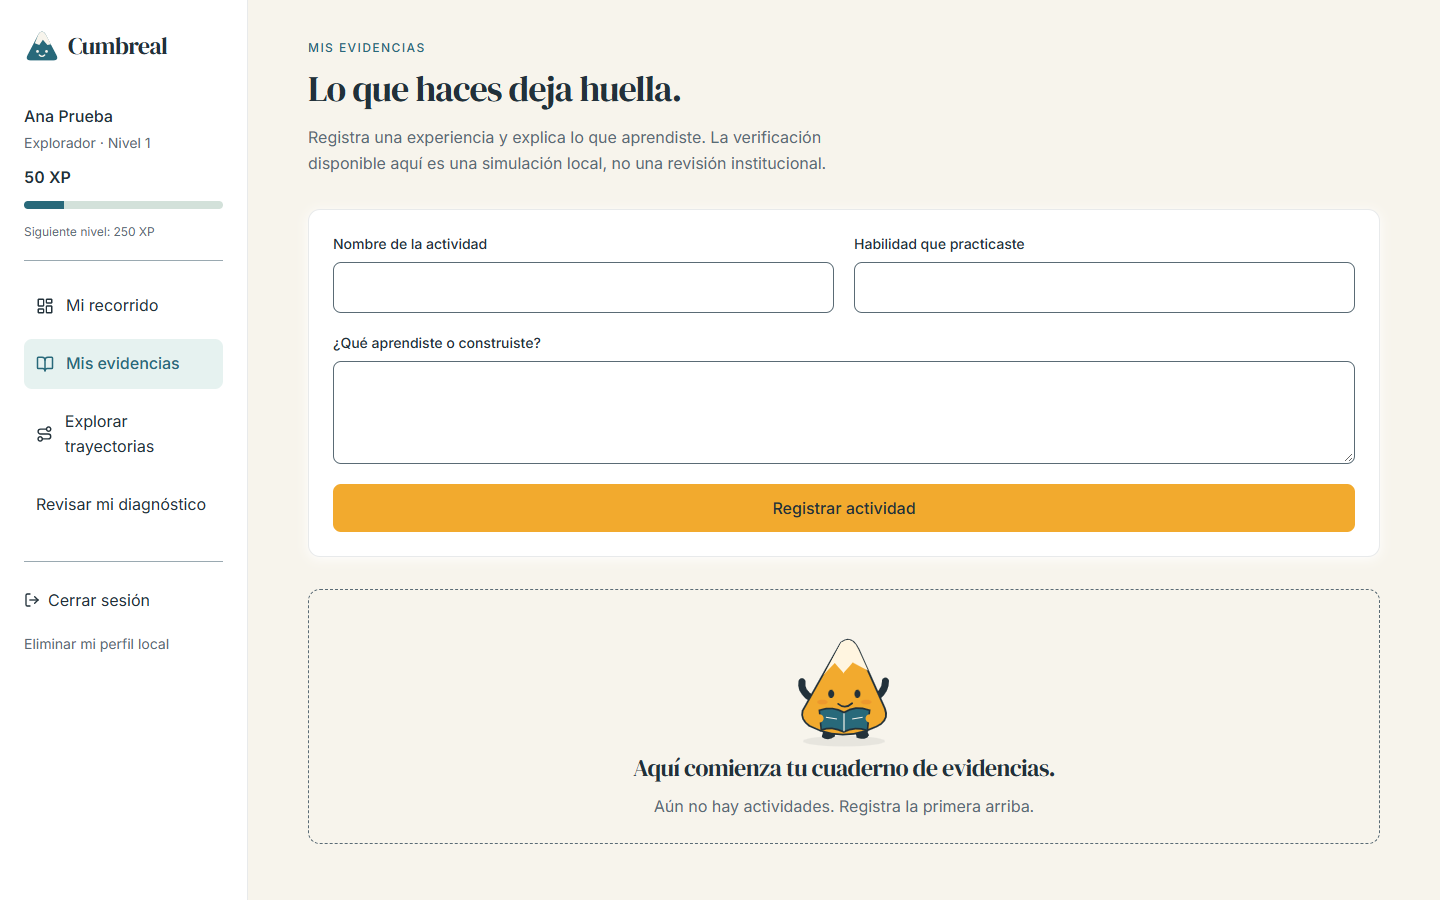 Cumbreal
Ana Prueba
Explorador · Nivel 1
50 XP
Siguiente nivel: 250 XP
Mi recorrido
Mis evidencias
Explorar
trayectorias
Revisar mi diagnóstico
Cerrar sesión
Eliminar mi perfil local
MIS EVIDENCIAS
Lo que haces deja huella.
Registra una experiencia y explica lo que aprendiste. La verificación
disponible aquí es una simulación local, no una revisión institucional.
Nombre de la actividad
Habilidad que practicaste
¿Qué aprendiste o construiste?
Registrar actividad
Aquí comienza tu cuaderno de evidencias.
Aún no hay actividades. Registra la primera arriba.